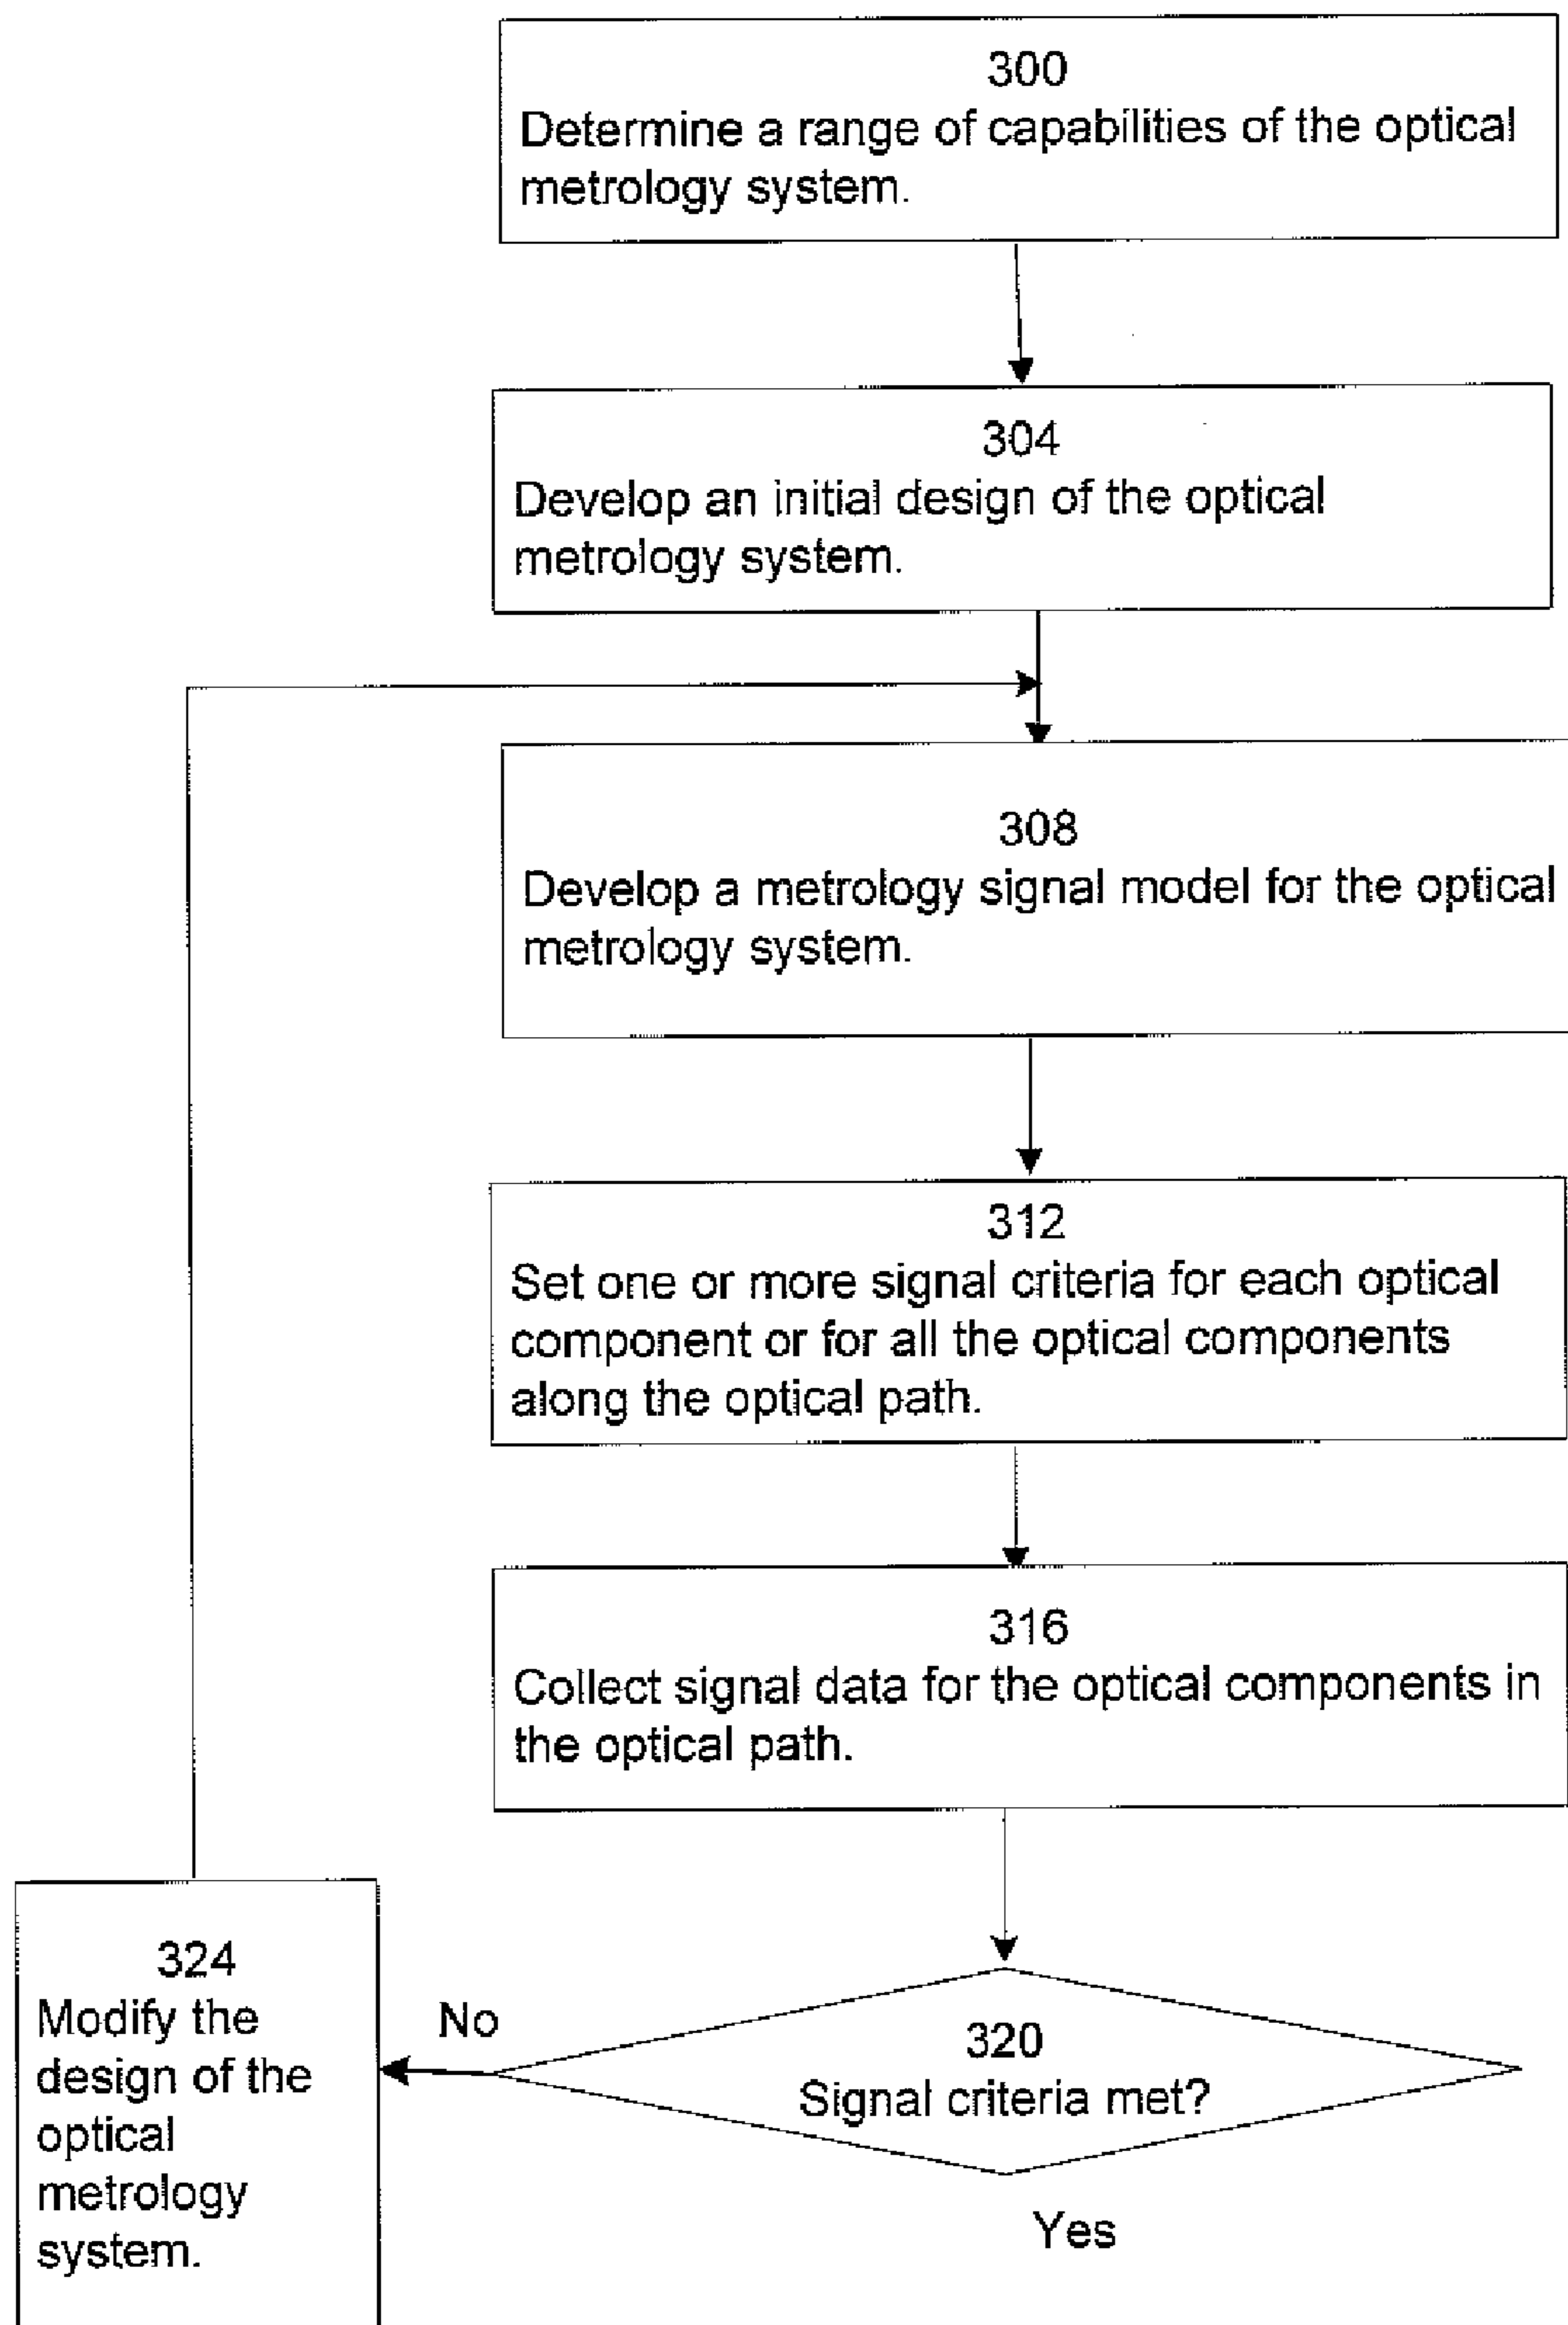 300
Determine a range of capabilities of the optical
metrology system.
304
Develop an initial design of the optical
metrology system.
308
Develop a metrology signal model for the optical
metrology system.
312
Set one or more signal criteria for each optical
component or for all the optical components
along the optical path.
316
Collect signal data for the optical components in
the optical path.
320
Signal criteria met?
No
Yes
324
Modify the
design of the
optical
metrology
system.